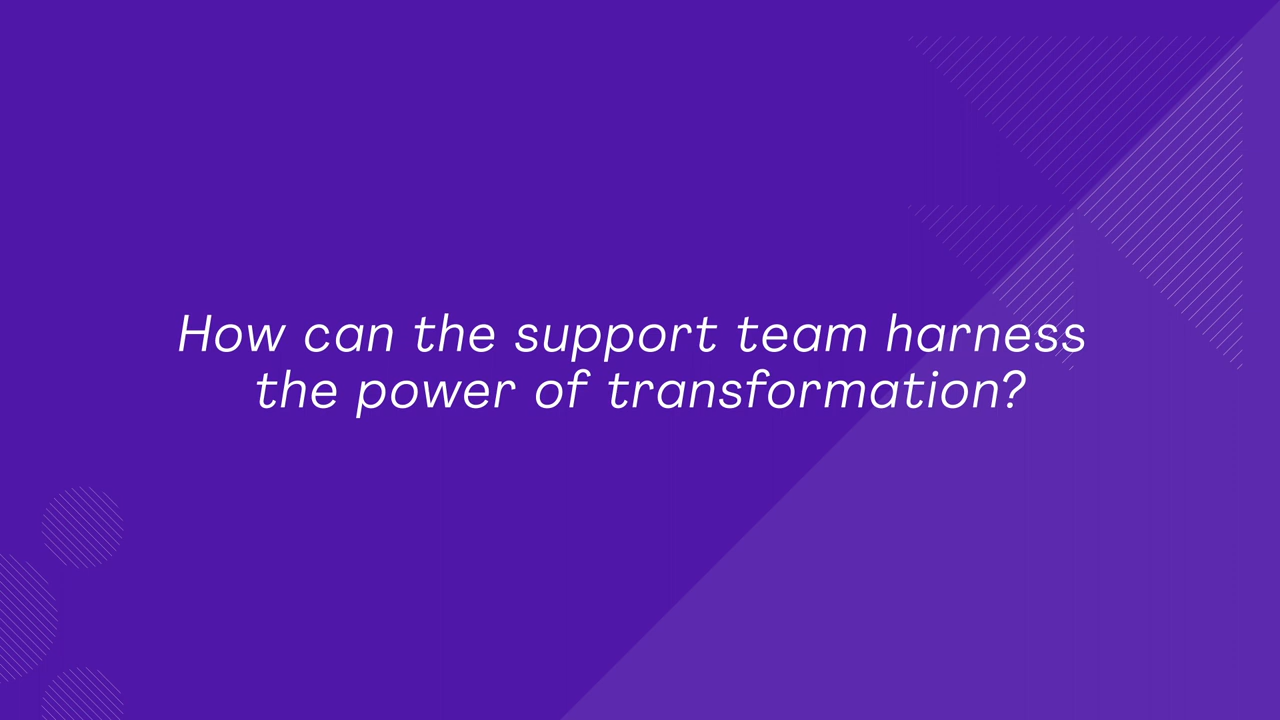 How can the support team harness
the power of transformation?